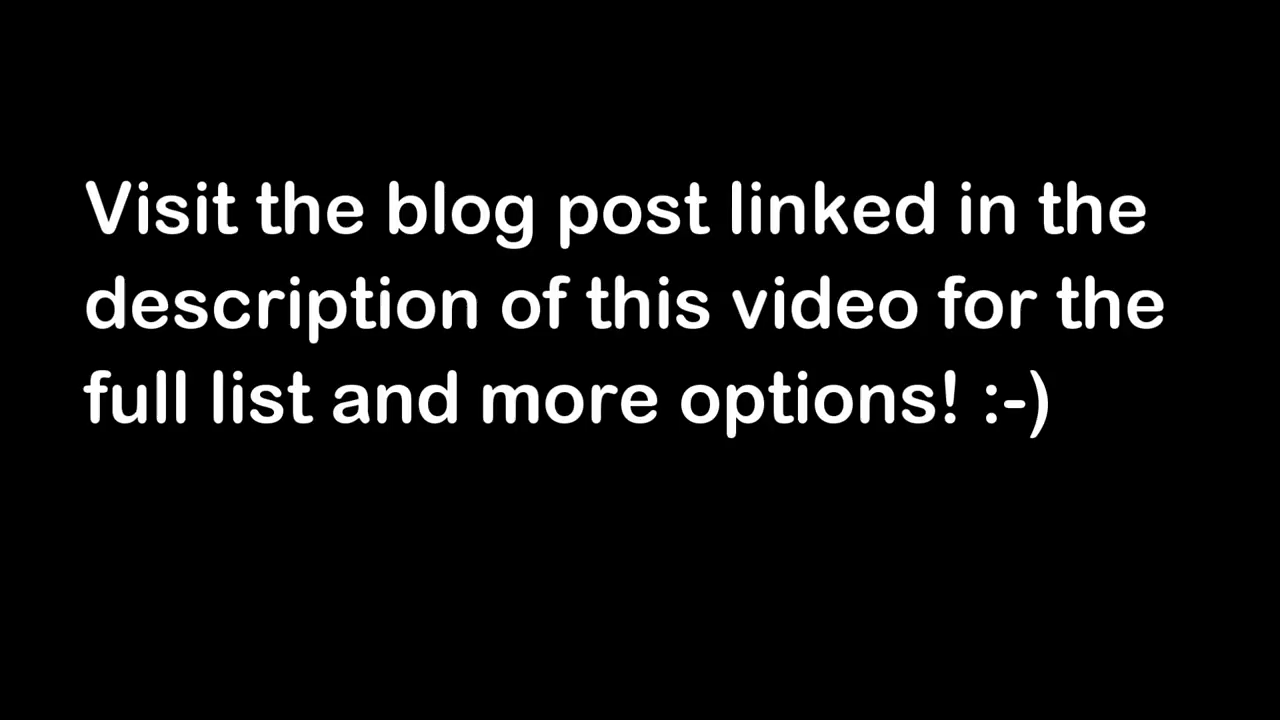 Visit the blog post linked in the
description of this video for the
full list and more options! :-)